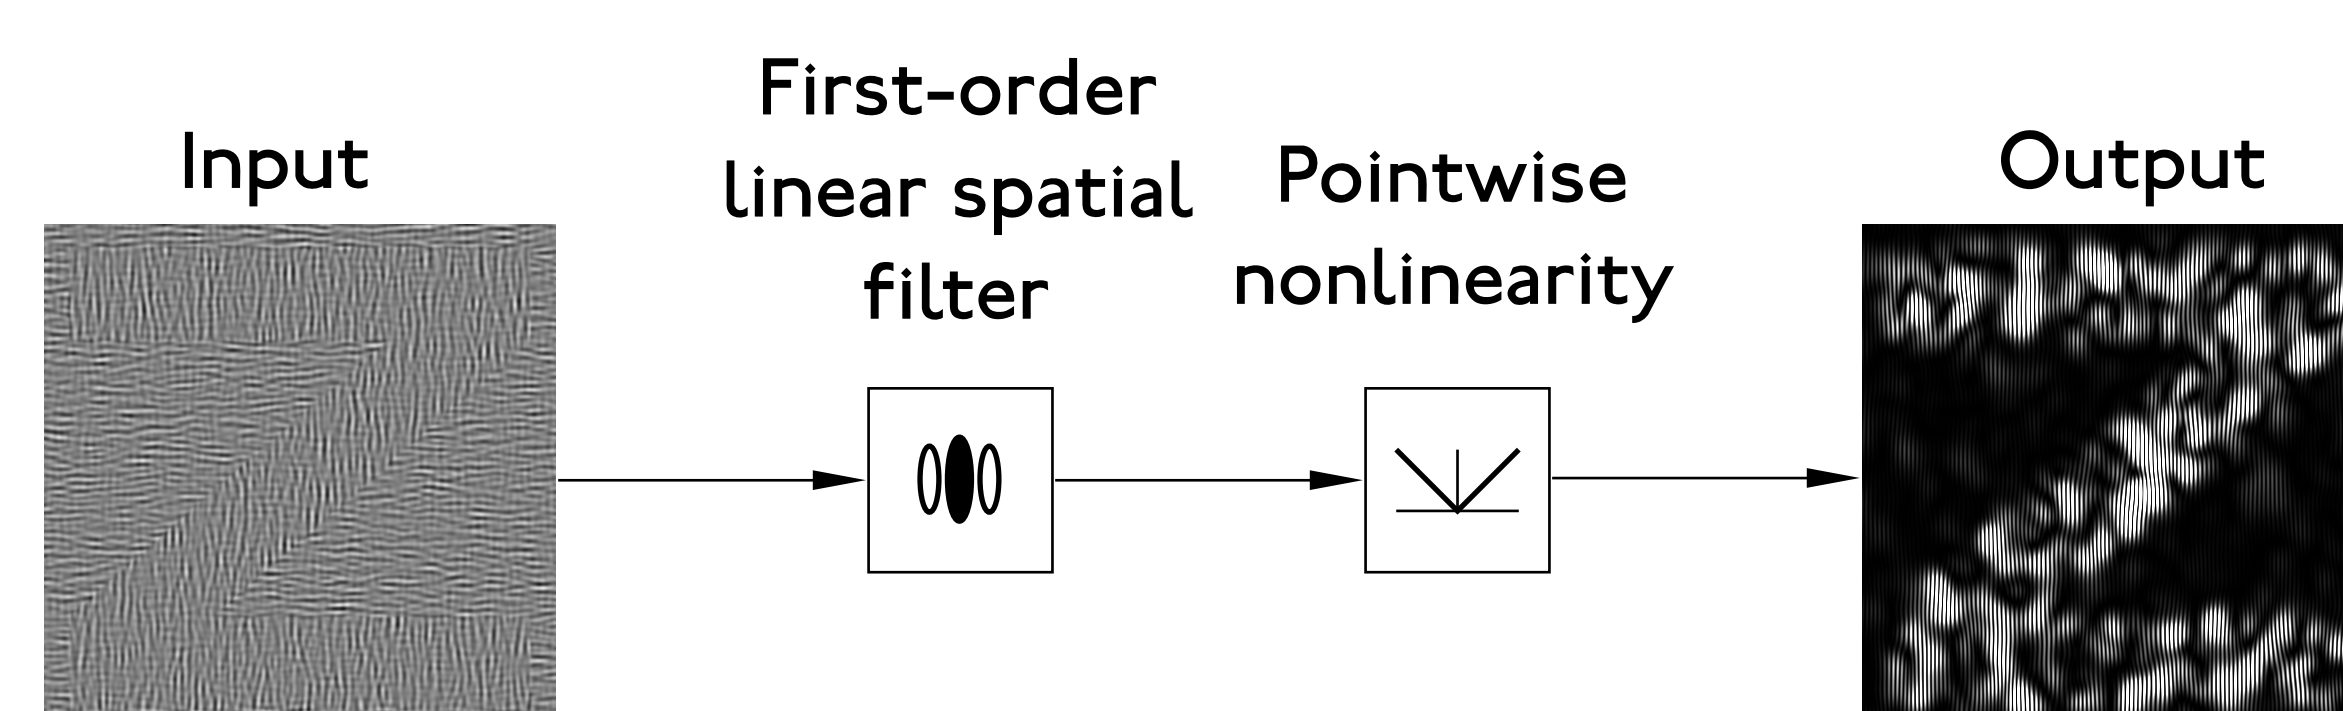 Input
First-order
linear spatial
filter
Pointwise
nonlinearity
Output